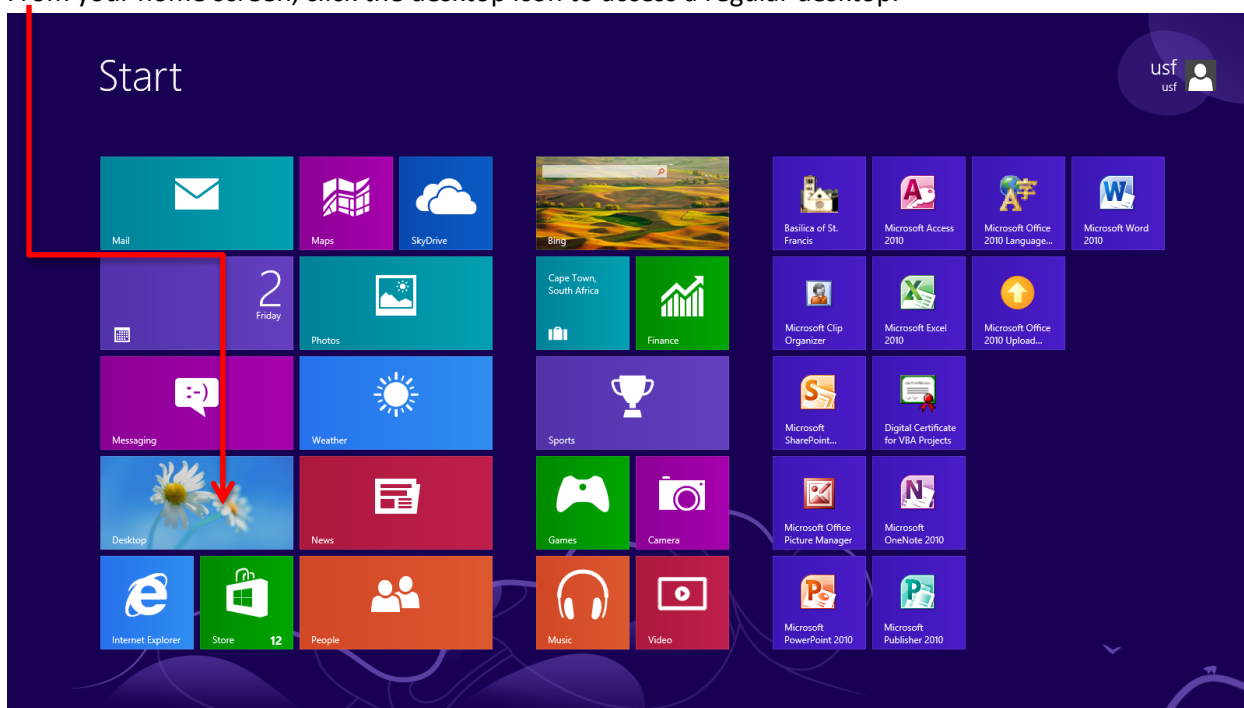 From your home screen, click the desktop icon to access a regular desktop.
Start
usf
usf
Mail
Maps
SkyDrive
2
Friday
Photos
:-)
Messaging
Weather
Desktop
News
Internet Explorer
Store
12
People
Bing
Cape Town,
South Africa
Finance
Sports
Games
Camera
Music
Video
Basilica of St.
Francis
Microsoft Access
2010
Microsoft Office
2010 Language...
Microsoft Word
2010
Microsoft Clip
Organizer
Microsoft Excel
2010
Microsoft Office
2010 Upload...
Microsoft
SharePoint...
Digital Certificate
for VBA Projects
Microsoft Office
Picture Manager
Microsoft
OneNote 2010
Microsoft
PowerPoint 2010
Microsoft
Publisher 2010